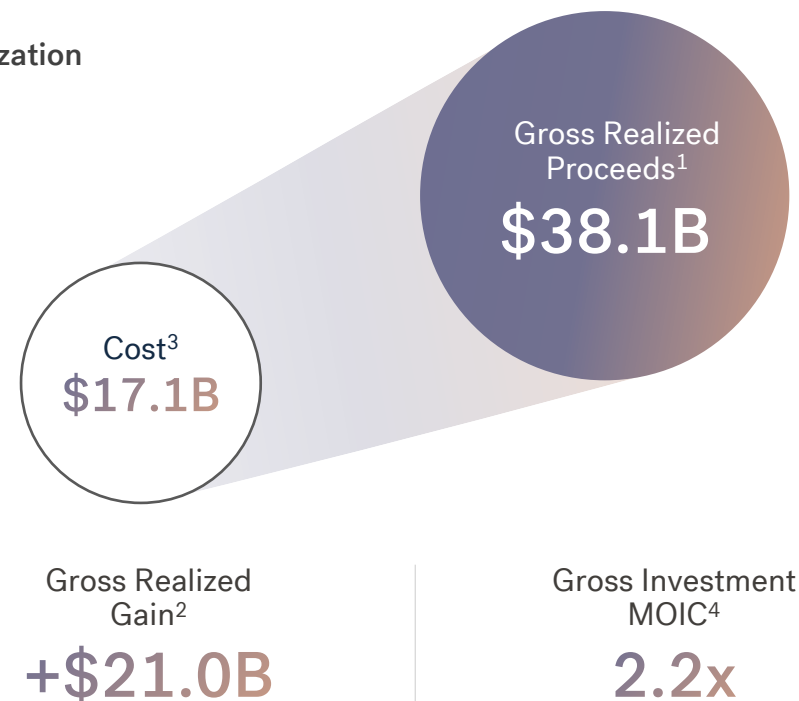 zation
Gross Realized
Proceeds¹
$38.1B
Cost³
$17.1B
Gross Realized
Gain²
+$21.0B
Gross Investment
MOIC⁴
2.2x